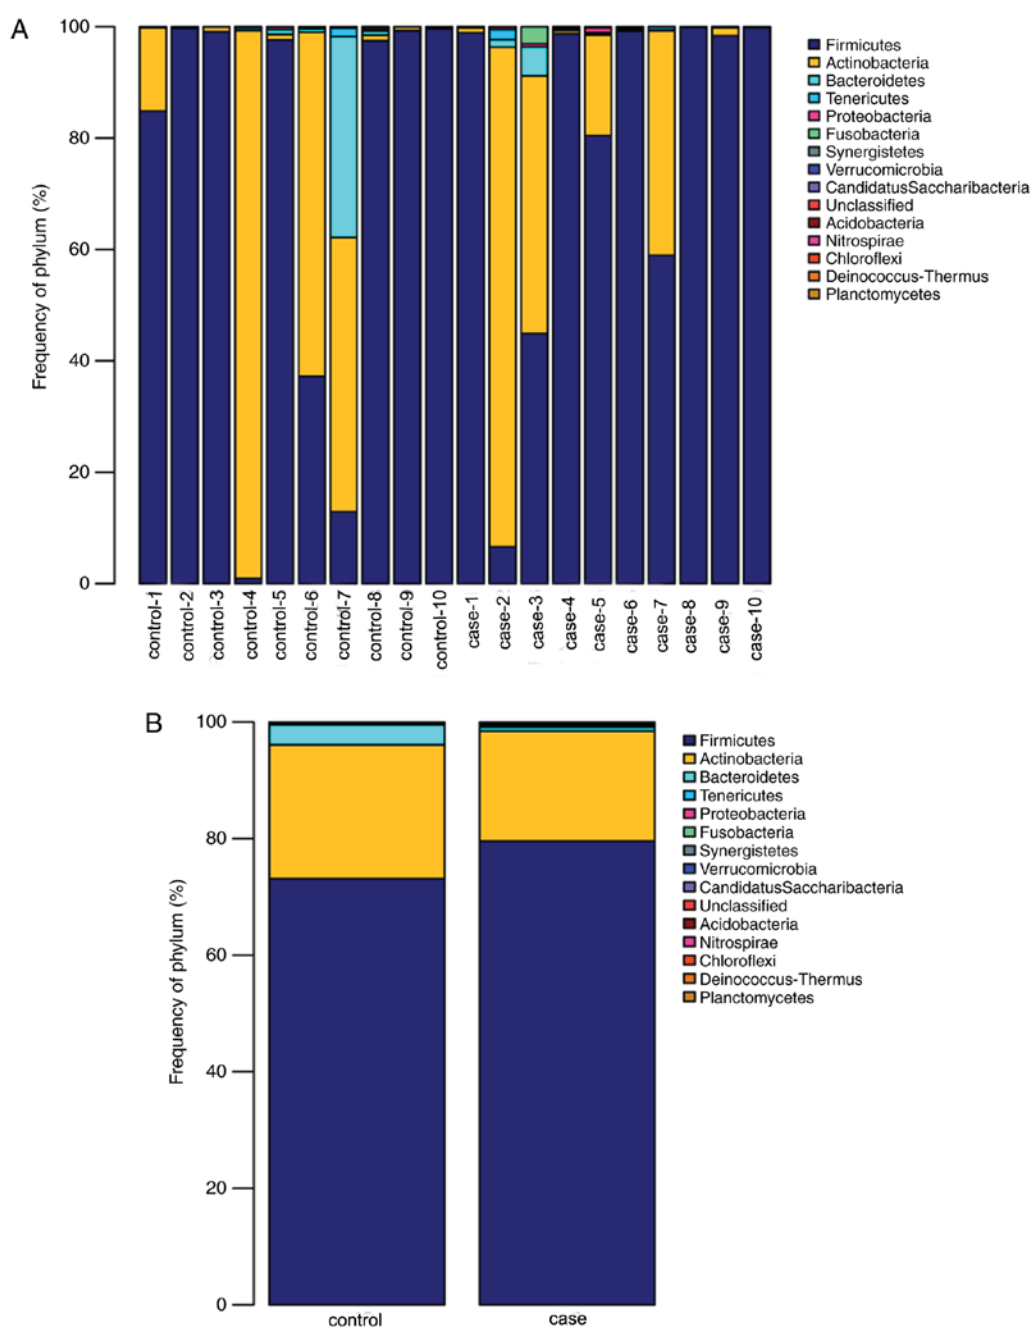 A
100
80
60
40
20
0
Frequency of phylum (%)
Firmicutes
Actinobacteria
Bacteroidetes
Tenericutes
Proteobacteria
Fusobacteria
Synergistetes
Verrucomicrobia
CandidatusSaccharibacteria
Unclassified
Acidobacteria
Nitrospirae
Chloroflexi
Deinococcus-Thermus
Planctomycetes
control-1
control-2
control-3
control-4
control-5
control-6
control-7
control-8
control-9
control-10
case-1
case-2
case-3
case-4
case-5
case-6
case-7
case-8
case-9
case-10
B
100
80
60
40
20
0
Frequency of phylum (%)
Firmicutes
Actinobacteria
Bacteroidetes
Tenericutes
Proteobacteria
Fusobacteria
Synergistetes
Verrucomicrobia
CandidatusSaccharibacteria
Unclassified
Acidobacteria
Nitrospirae
Chloroflexi
Deinococcus-Thermus
Planctomycetes
control
case